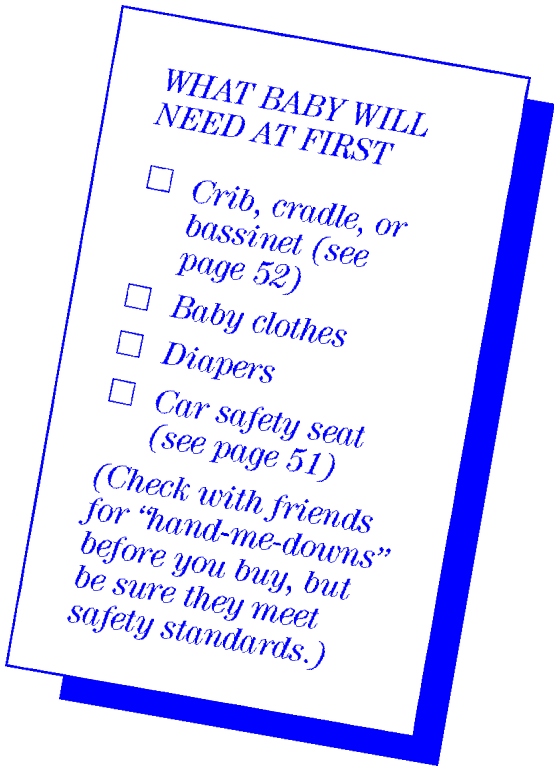 WHAT BABY WILL
NEED AT FIRST
☐ Crib, cradle, or
bassinet (see
page 52)
☐ Baby clothes
☐ Diapers
☐ Car safety seat
(see page 51)
(Check with friends
for “hand-me-downs”
before you buy, but
be sure they meet
safety standards.)